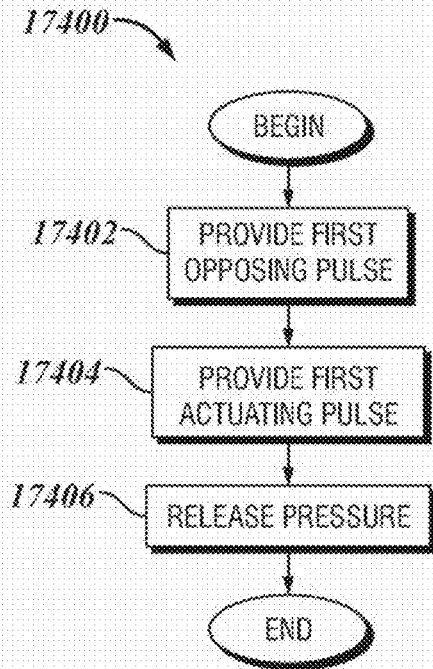 17400
BEGIN
17402
PROVIDE FIRST
OPPOSING PULSE
17404
PROVIDE FIRST
ACTUATING PULSE
17406
RELEASE PRESSURE
END